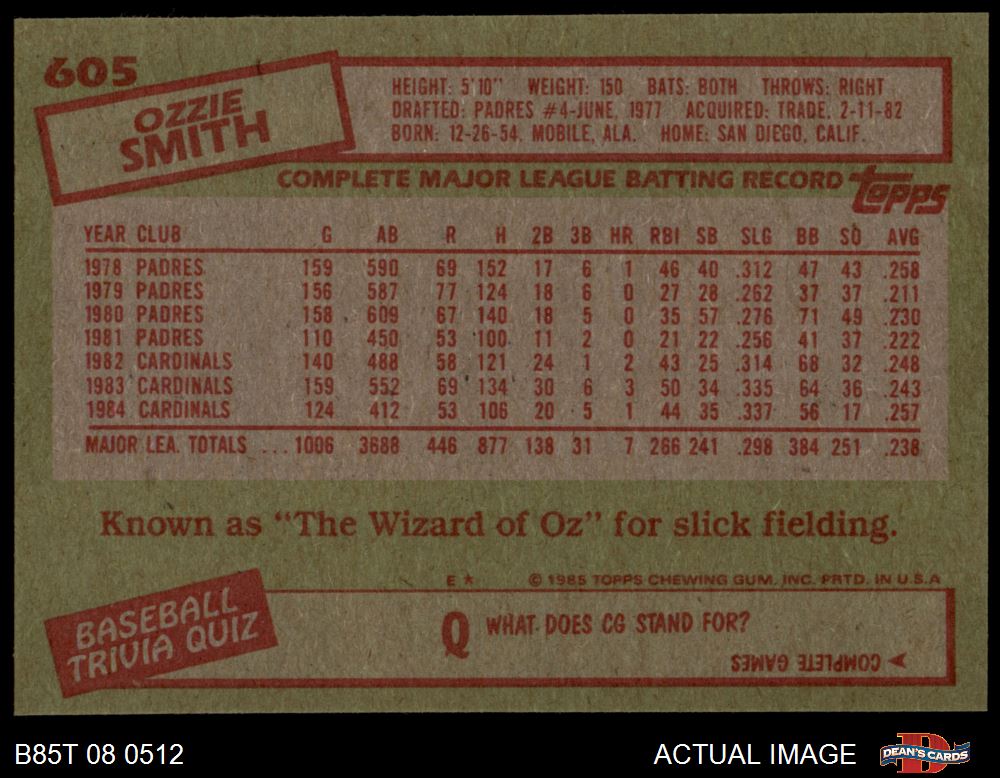 605
OZZIE
SMITH
HEIGHT: 5'10" WEIGHT: 150 BATS: BOTH THROWS: RIGHT
DRAFTED: PADRES #4-JUNE, 1977 ACQUIRED: TRADE, 2-11-82
BORN: 12-26-54, MOBILE, ALA. HOME: SAN DIEGO, CALIF.
COMPLETE MAJOR LEAGUE BATTING RECORD topps
YEAR CLUB G AB R H 2B 3B HR RBI SB SLG BB SO AVG
1978 PADRES 159 590 69 152 17 6 1 46 40 .312 47 43 .258
1979 PADRES 156 587 77 124 18 6 0 27 28 .262 37 37 .211
1980 PADRES 158 609 67 140 18 5 0 35 57 .276 71 49 .230
1981 PADRES 110 450 53 100 11 2 0 21 22 .256 41 37 .222
1982 CARDINALS 140 488 58 121 24 1 2 43 25 .314 68 32 .248
1983 CARDINALS 159 552 69 134 30 6 3 50 34 .335 64 36 .243
1984 CARDINALS 124 412 53 106 20 5 1 44 35 .337 56 17 .257
MAJOR LEA. TOTALS ... 1006 3688 446 877 138 31 7 266 241 .298 384 251 .238
Known as "The Wizard of Oz" for slick fielding.
E * © 1985 TOPPS CHEWING GUM, INC. PRTD. IN U.S.A
BASEBALL
TRIVIA QUIZ
Q WHAT DOES CG STAND FOR?
COMPLETE GAMES
B85T 08 0512
ACTUAL IMAGE
D
DEAN'S CARDS